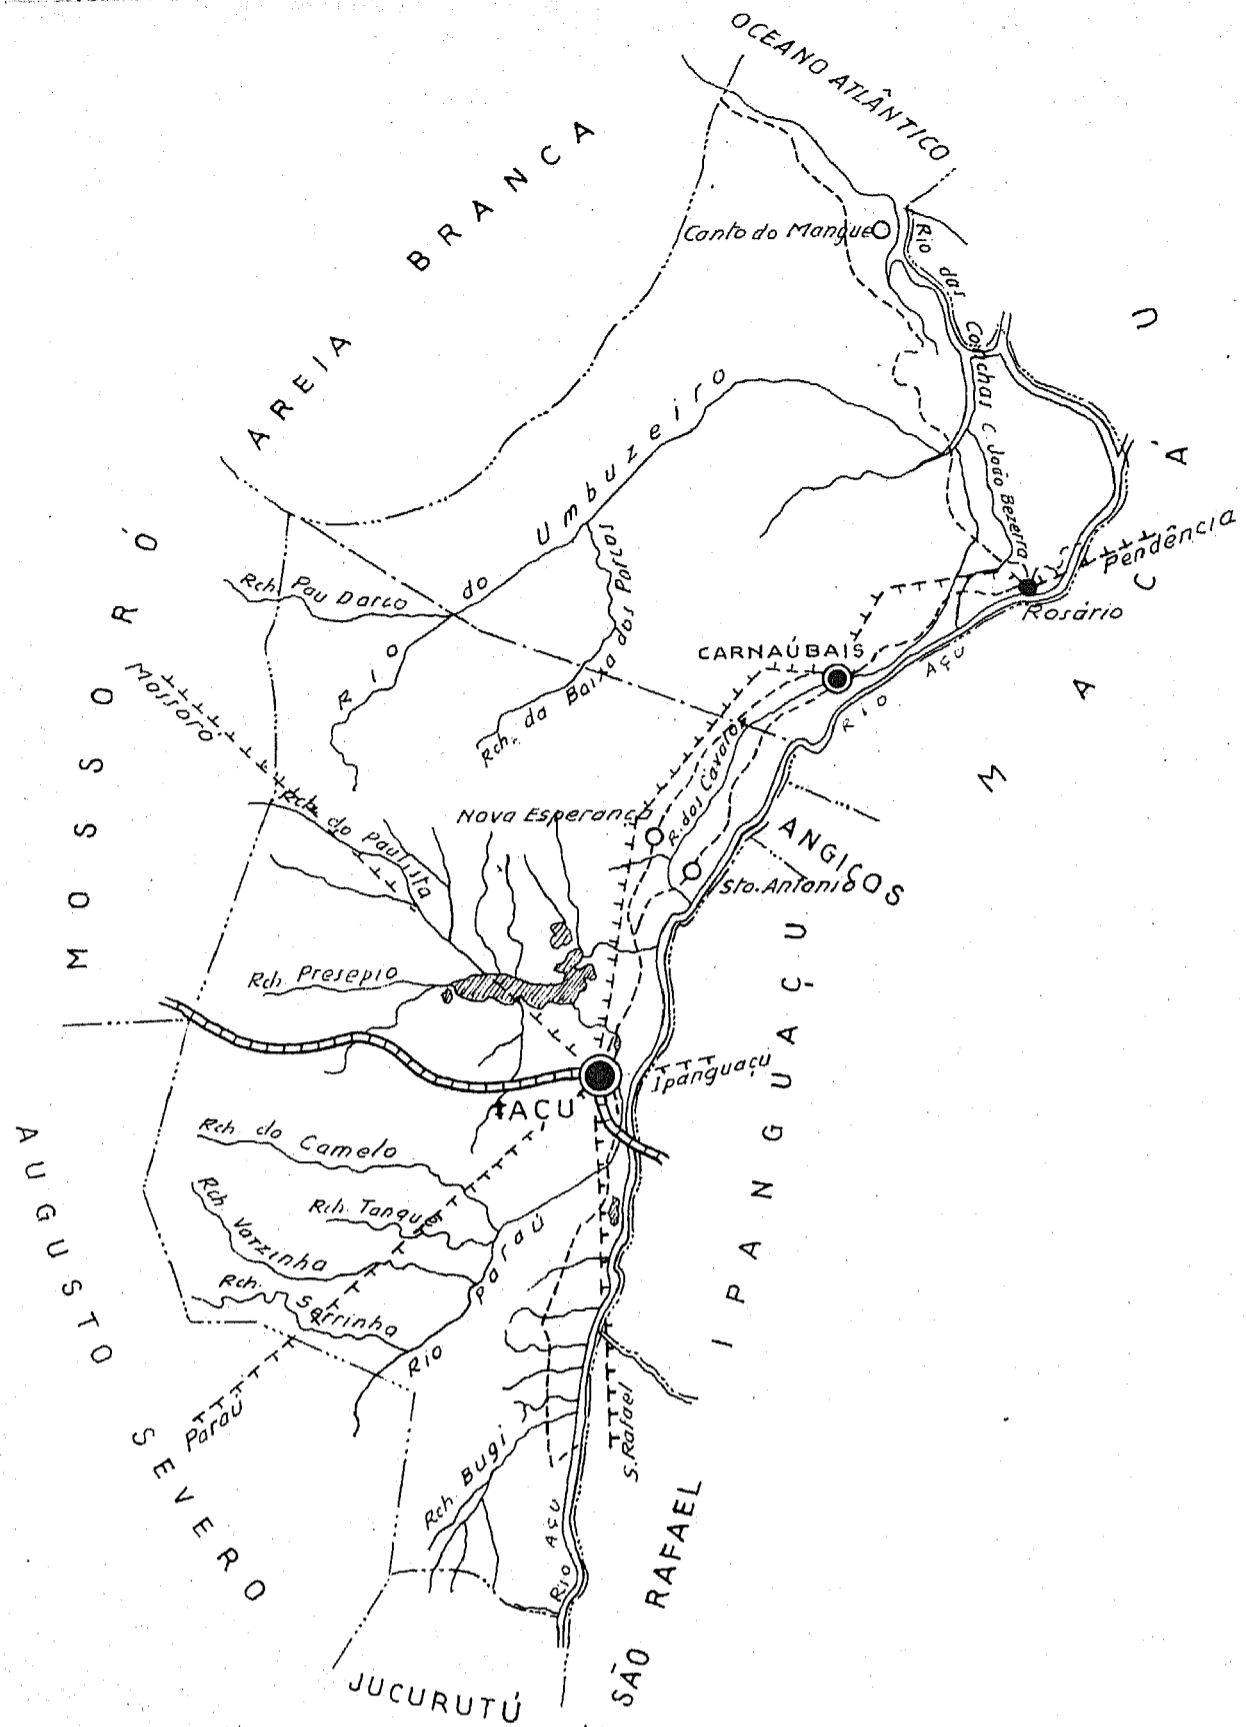 OCEANO ATLÂNTICO
AREIA BRANCA
Canto do Mangue
Rio das Conchas
C. João Bezerra
MACÁU
Pendência
Rosário
Rio do Umbuzeiro
Rch. Pau Darco
Rch. da Baixa dos Porcos
CARNAÚBAIS
RIO AÇU
MOSSORÓ
Mossoró
Rch. do Paulista
Nova Esperança
R. dos Cavalos
ANGIÇOS
Sto. Antonio
Rch. Presepio
Ipanguaçu
IPANGUAÇU
AÇU
Rch. do Camelo
Rch. Tanque
Rch. Varzinha
Rch. Serrinha
Rio Paraú
Paraú
AUGUSTO SEVERO
S. Rafael
Rch. Bugi
RIO AÇU
SÃO RAFAEL
JUCURUTÚ